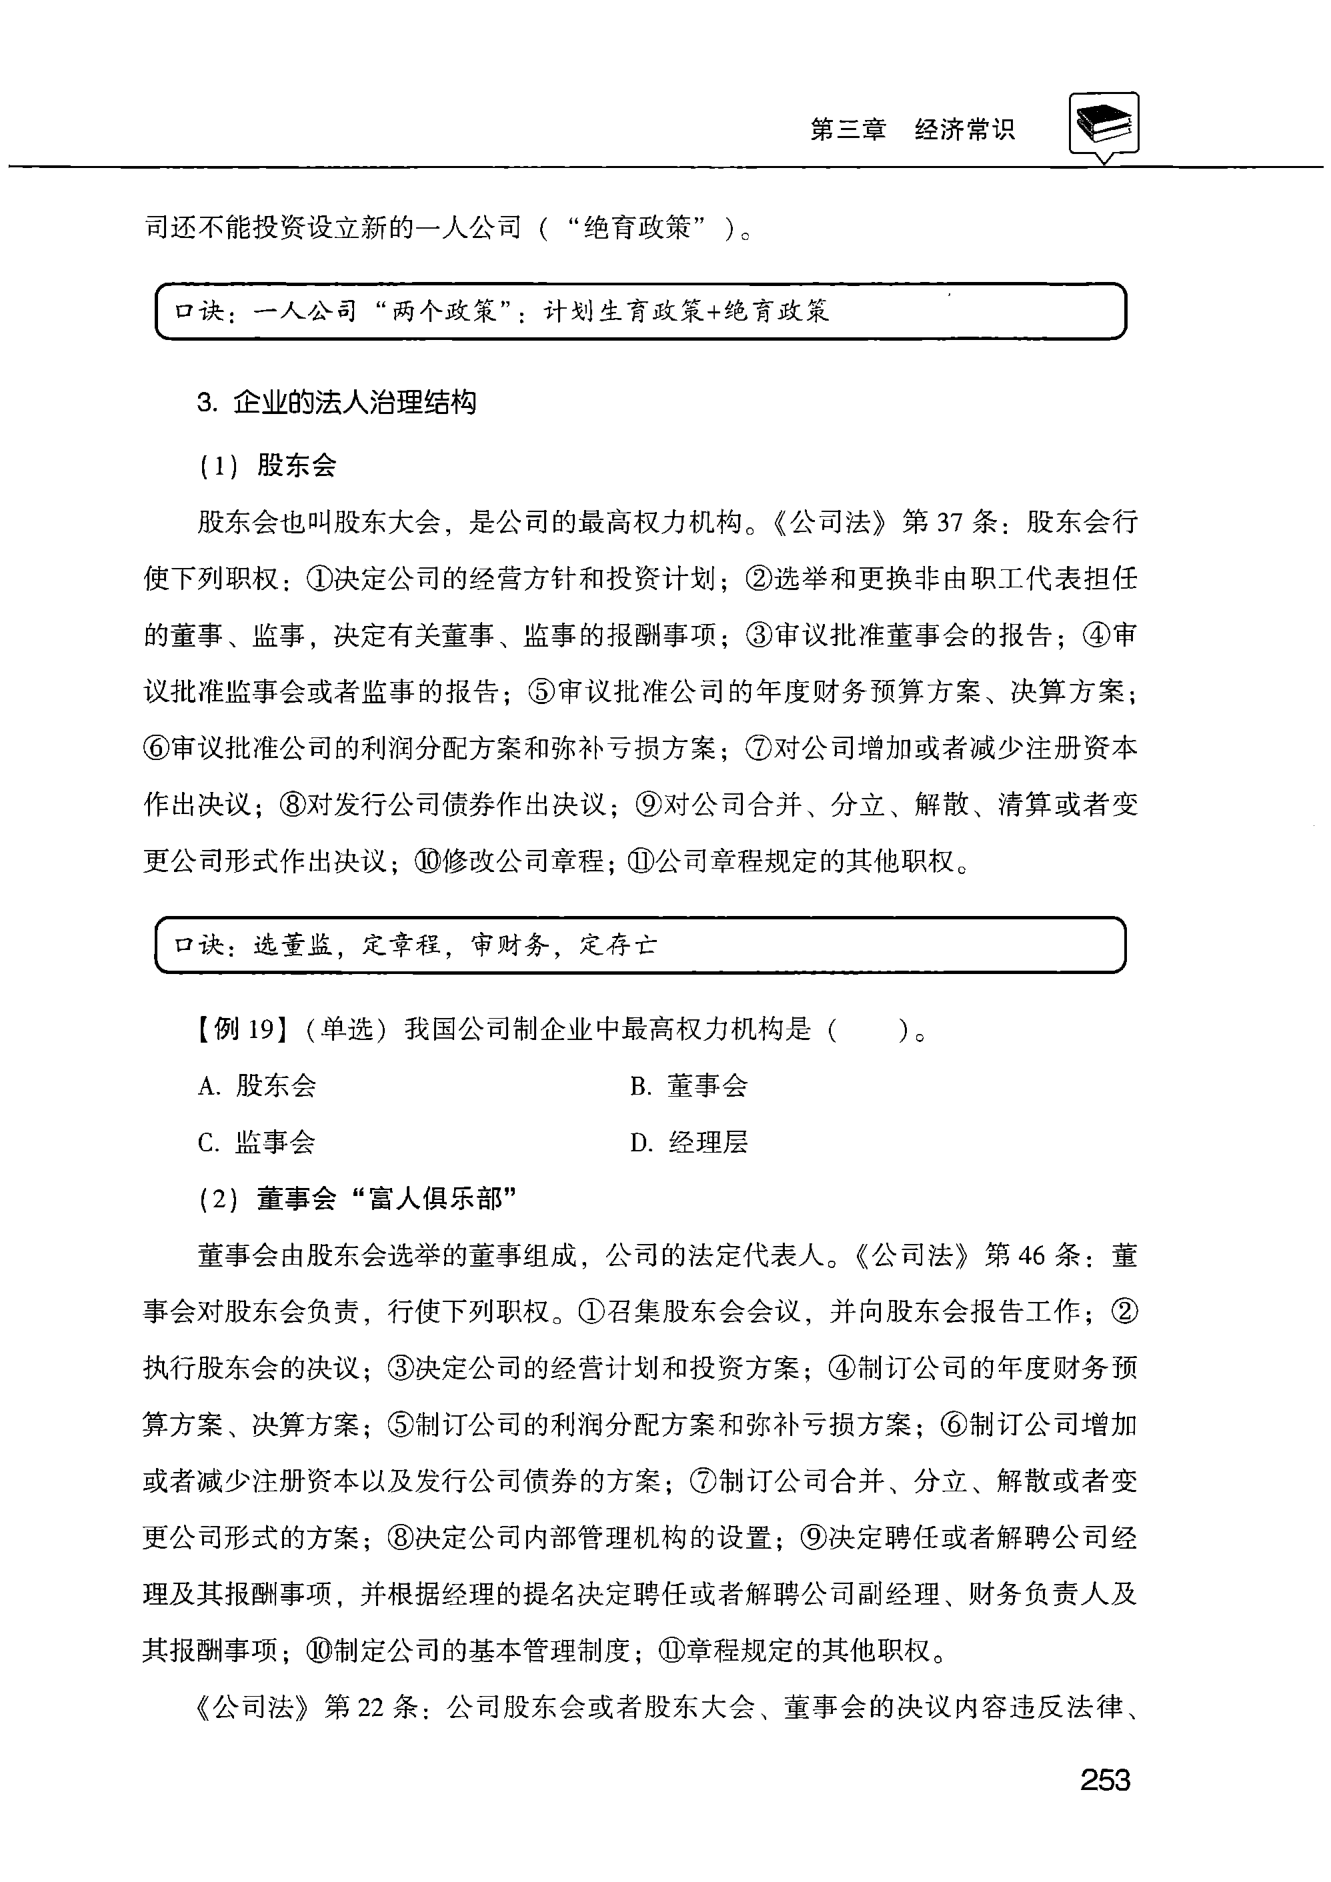 第三章 经济常识
司还不能投资设立新的一人公司（“绝育政策”）。
口诀：一人公司“两个政策”：计划生育政策+绝育政策
3. 企业的法人治理结构
(1) 股东会
股东会也叫股东大会，是公司的最高权力机构。《公司法》第 37 条：股东会行
使下列职权：①决定公司的经营方针和投资计划；②选举和更换非由职工代表担任
的董事、监事，决定有关董事、监事的报酬事项；③审议批准董事会的报告；④审
议批准监事会或者监事的报告；⑤审议批准公司的年度财务预算方案、决算方案；
⑥审议批准公司的利润分配方案和弥补亏损方案；⑦对公司增加或者减少注册资本
作出决议；⑧对发行公司债券作出决议；⑨对公司合并、分立、解散、清算或者变
更公司形式作出决议；⑩修改公司章程；⑪公司章程规定的其他职权。
口诀：选董监，定章程，审财务，定存亡
【例 19】（单选）我国公司制企业中最高权力机构是（ ）。
A. 股东会 B. 董事会
C. 监事会 D. 经理层
(2) 董事会“富人俱乐部”
董事会由股东会选举的董事组成，公司的法定代表人。《公司法》第 46 条：董
事会对股东会负责，行使下列职权。①召集股东会会议，并向股东会报告工作；②
执行股东会的决议；③决定公司的经营计划和投资方案；④制订公司的年度财务预
算方案、决算方案；⑤制订公司的利润分配方案和弥补亏损方案；⑥制订公司增加
或者减少注册资本以及发行公司债券的方案；⑦制订公司合并、分立、解散或者变
更公司形式的方案；⑧决定公司内部管理机构的设置；⑨决定聘任或者解聘公司经
理及其报酬事项，并根据经理的提名决定聘任或者解聘公司副经理、财务负责人及
其报酬事项；⑩制定公司的基本管理制度；⑪章程规定的其他职权。
《公司法》第 22 条：公司股东会或者股东大会、董事会的决议内容违反法律、
253